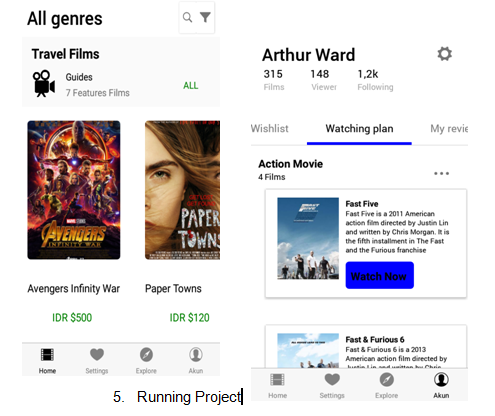 All genres
Travel Films
Guides
7 Features Films
ALL
MARVEL STUDIOS
AVENGERS
INFINITY WAR
PAPER
TOWNS
Avengers Infinity War
Paper Towns
IDR $500
IDR $120
Home
Settings
Explore
Akun
Arthur Ward
315
148
1,2k
Films
Viewer
Following
Wishlist
Watching plan
My revie
Action Movie
4 Films
FAST FIVE
Fast Five
Fast Five is a 2011 American
action film directed by Justin Lin
and written by Chris Morgan. It is
the fifth installment in The Fast
and the Furious franchise
Watch Now
Fast & Furious 6
Fast & Furious 6 is a 2013
American action film directed by
Justin Lin and written by Chris
Home
Settings
Explore
Akun
5. Running Project